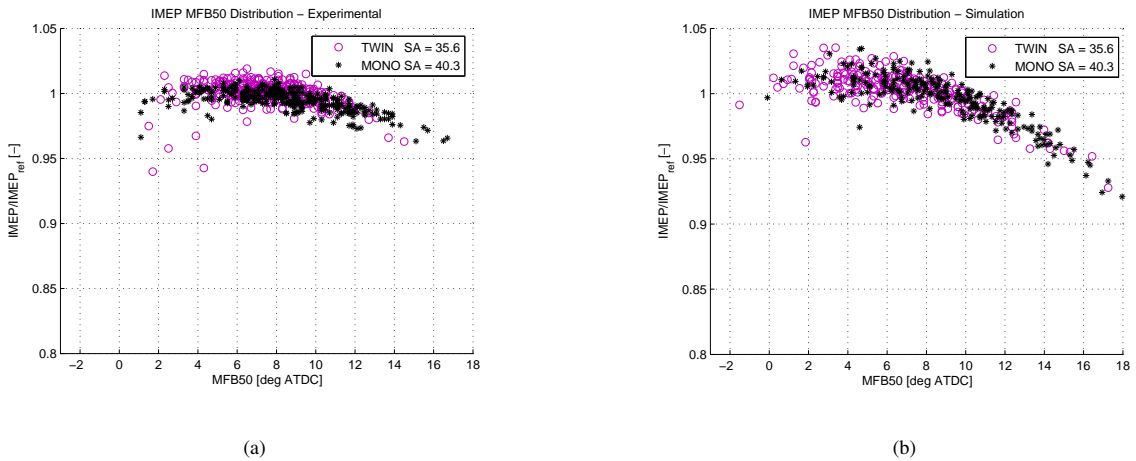 IMEP MFB50 Distribution − Experimental
1.05
1
0.95
0.9
0.85
0.8
IMEP/IMEPref [−]
TWIN SA = 35.6
MONO SA = 40.3
−2 0 2 4 6 8 10 12 14 16 18
MFB50 [deg ATDC]
(a)
IMEP MFB50 Distribution − Simulation
1.05
1
0.95
0.9
0.85
0.8
IMEP/IMEPref [−]
TWIN SA = 35.6
MONO SA = 40.3
−2 0 2 4 6 8 10 12 14 16 18
MFB50 [deg ATDC]
(b)